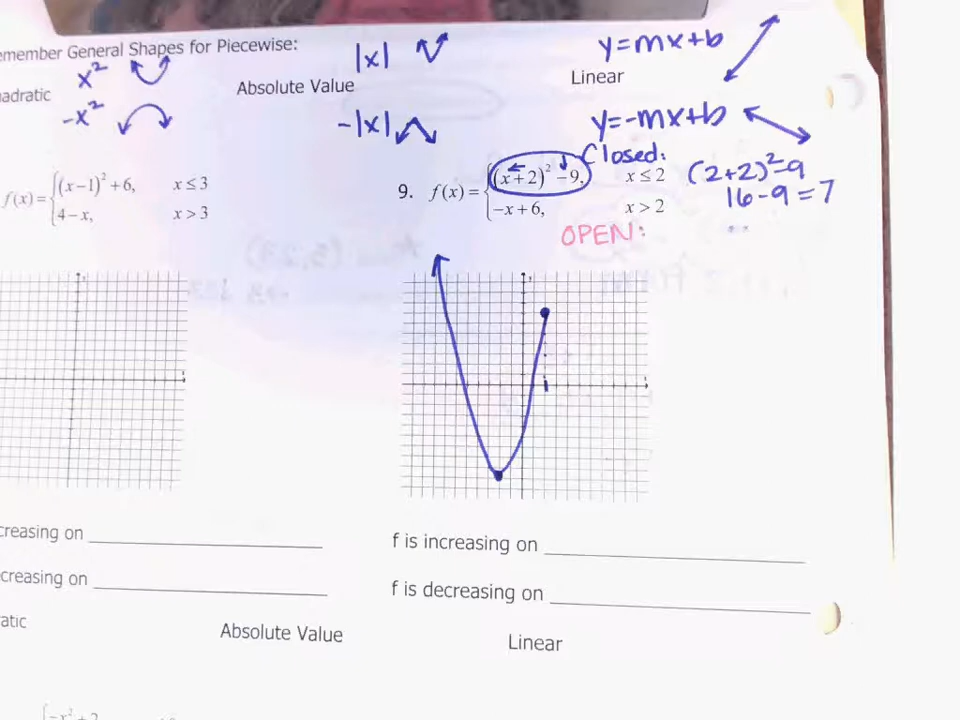 emember General Shapes for Piecewise:
adratic
x²
-x²
Absolute Value
|x|
-|x|
Linear
y=mx+b
y=-mx+b
f(x) = { (x-1)² + 6, x ≤ 3
4 - x, x > 3
9. f(x) = { (x+2)² - 9, x ≤ 2
-x + 6, x > 2
Closed:
(2+2)²-9
16-9=7
OPEN:
creasing on
creasing on
f is increasing on
f is decreasing on
atic
Absolute Value
Linear